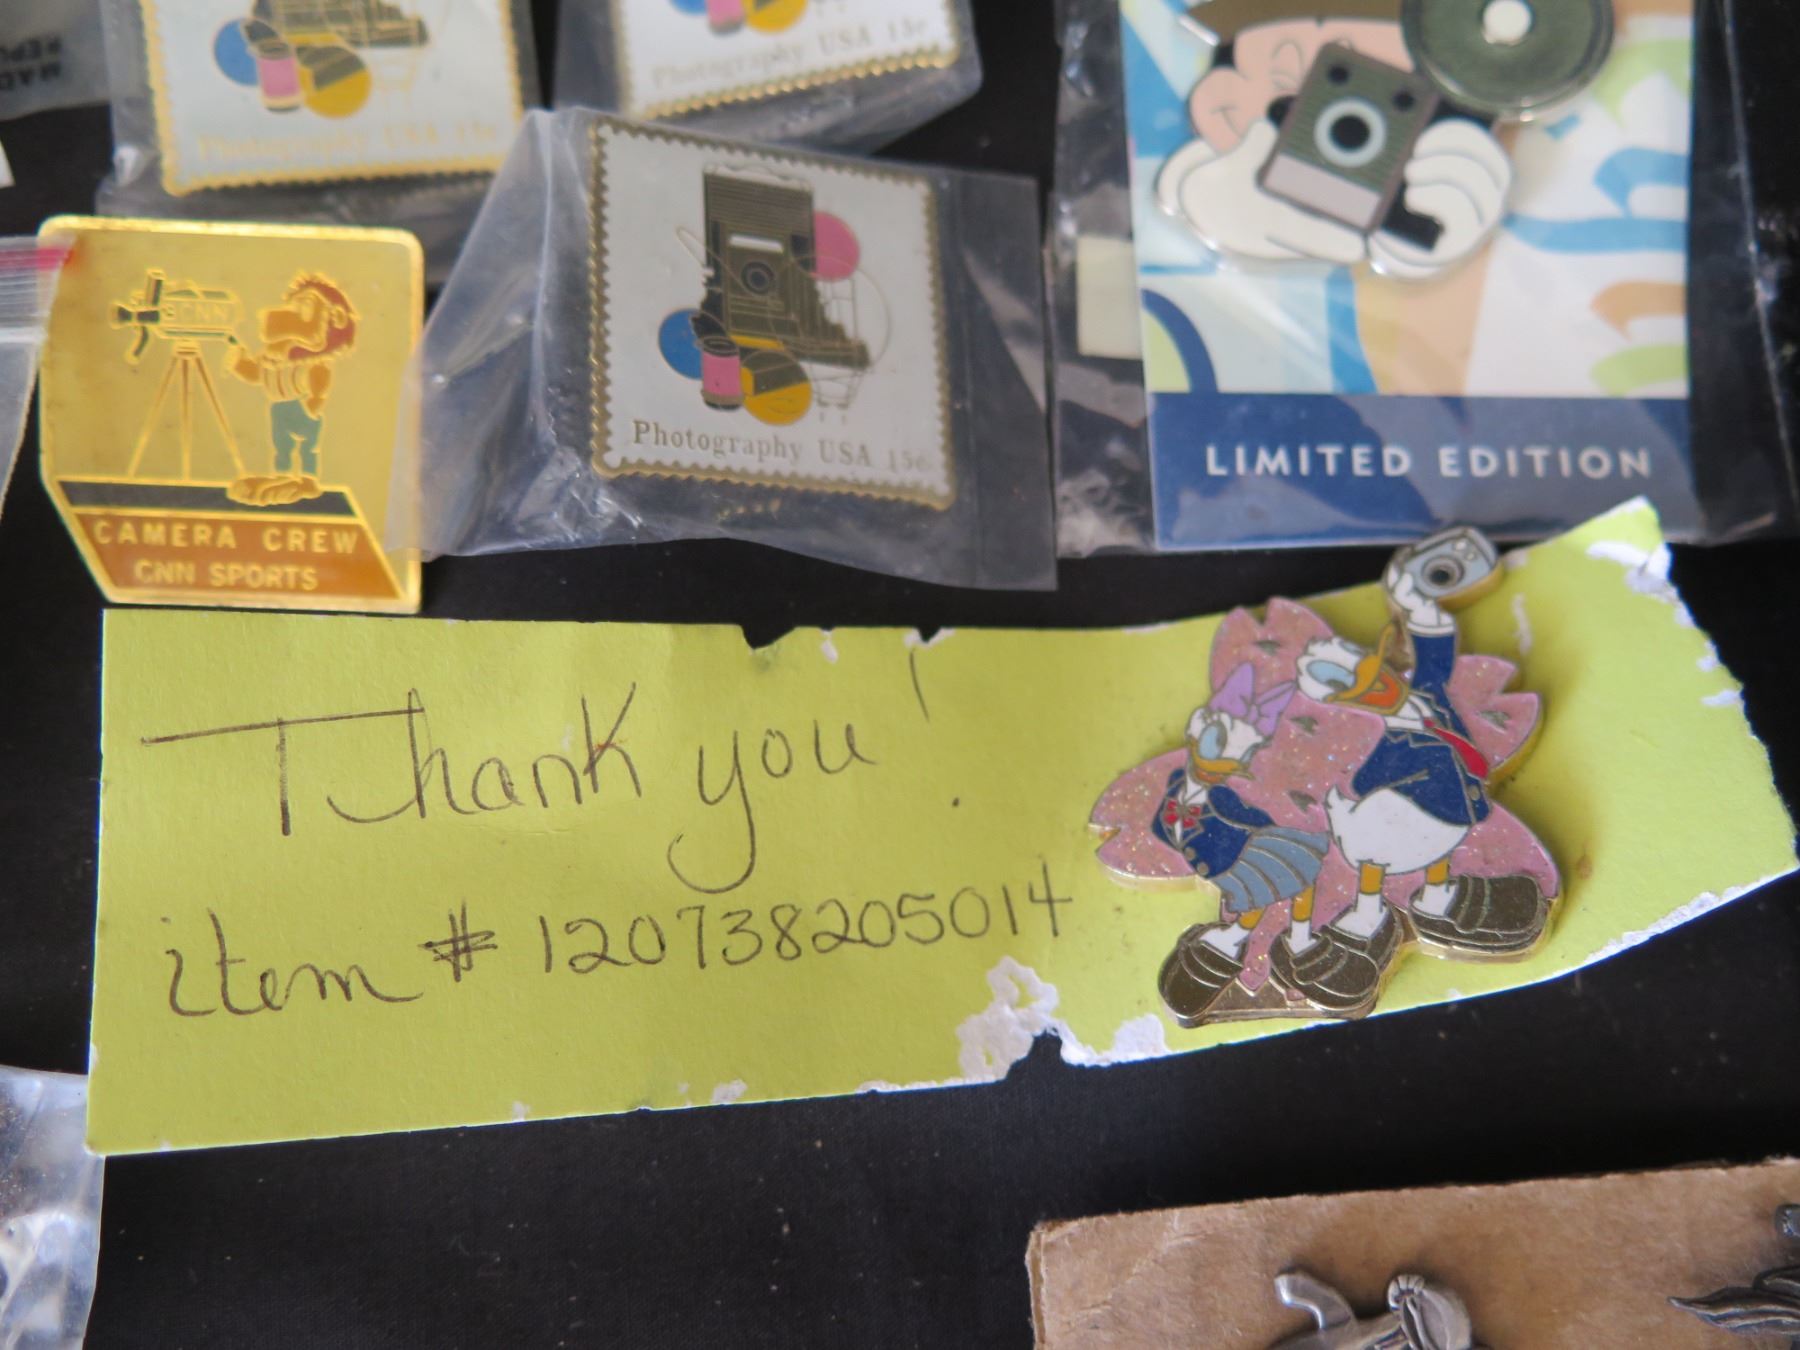 Photography USA 15c
Photography USA 15c
CNN
CAMERA CREW
CNN SPORTS
Photography USA 15c
LIMITED EDITION
Thank you!
item # 120738205014